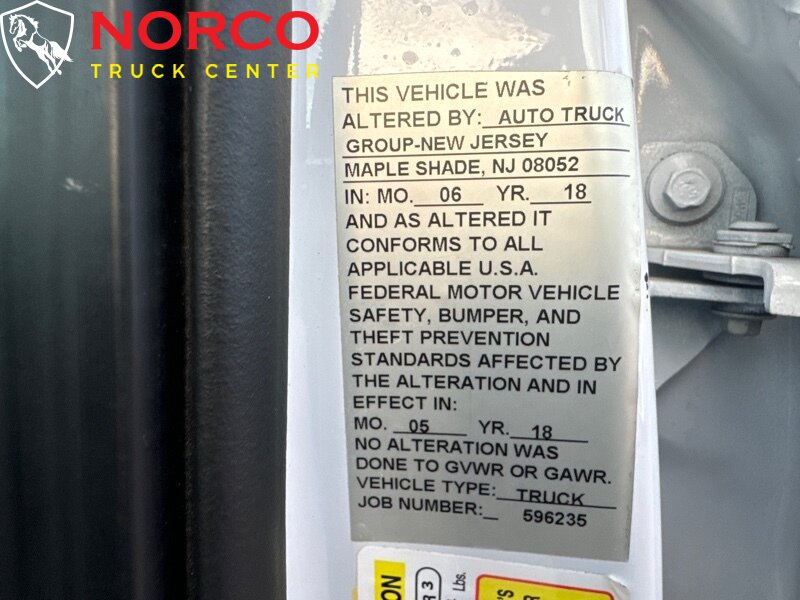 NORCO
TRUCK CENTER
THIS VEHICLE WAS
ALTERED BY: AUTO TRUCK
GROUP-NEW JERSEY
MAPLE SHADE, NJ 08052
IN: MO. 06 YR. 18
AND AS ALTERED IT
CONFORMS TO ALL
APPLICABLE U.S.A.
FEDERAL MOTOR VEHICLE
SAFETY, BUMPER, AND
THEFT PREVENTION
STANDARDS AFFECTED BY
THE ALTERATION AND IN
EFFECT IN:
MO. 05 YR. 18
NO ALTERATION WAS
DONE TO GVWR OR GAWR.
VEHICLE TYPE: TRUCK
JOB NUMBER: 596235
ON
R 3
Lbs.